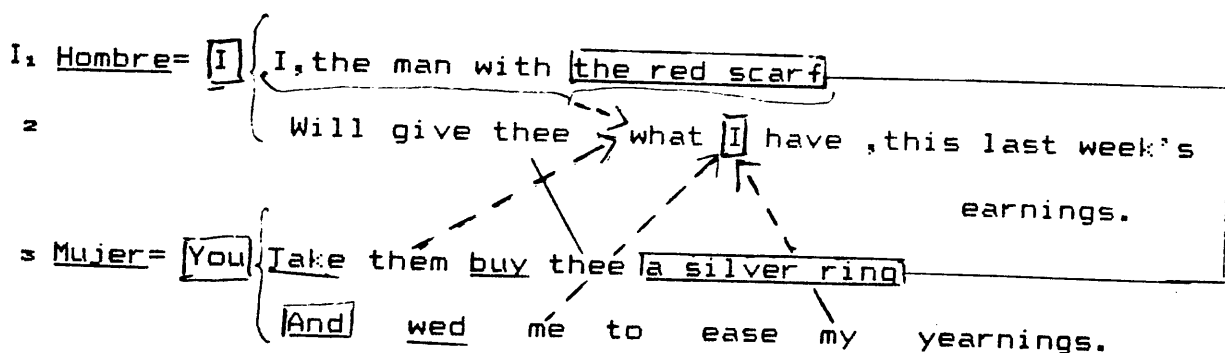 I₁ Hombre= I I, the man with the red scarf
2 Will give thee what I have ,this last week's
earnings.
3 Mujer= You Take them buy thee a silver ring
And wed me to ease my yearnings.